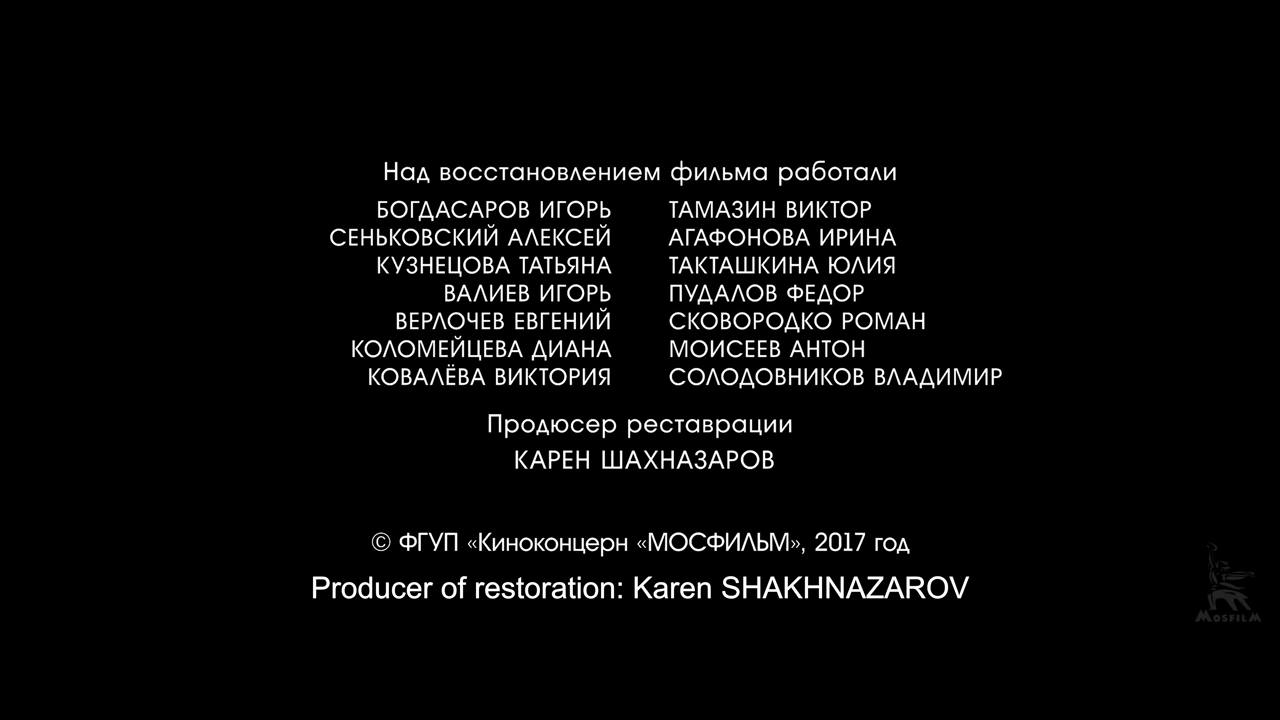 Над восстановлением фильма работали
БОГДАСАРОВ ИГОРЬ ТАМАЗИН ВИКТОР
СЕНЬКОВСКИЙ АЛЕКСЕЙ АГАФОНОВА ИРИНА
КУЗНЕЦОВА ТАТЬЯНА ТАКТАШКИНА ЮЛИЯ
ВАЛИЕВ ИГОРЬ ПУДАЛОВ ФЕДОР
ВЕРЛОЧЕВ ЕВГЕНИЙ СКОВОРОДКО РОМАН
КОЛОМЕЙЦЕВА ДИАНА МОИСЕЕВ АНТОН
КОВАЛЁВА ВИКТОРИЯ СОЛОДОВНИКОВ ВЛАДИМИР
Продюсер реставрации
КАРЕН ШАХНАЗАРОВ
© ФГУП «Киноконцерн «МОСФИЛЬМ», 2017 год
Producer of restoration: Karen SHAKHNAZAROV
MOSFILM